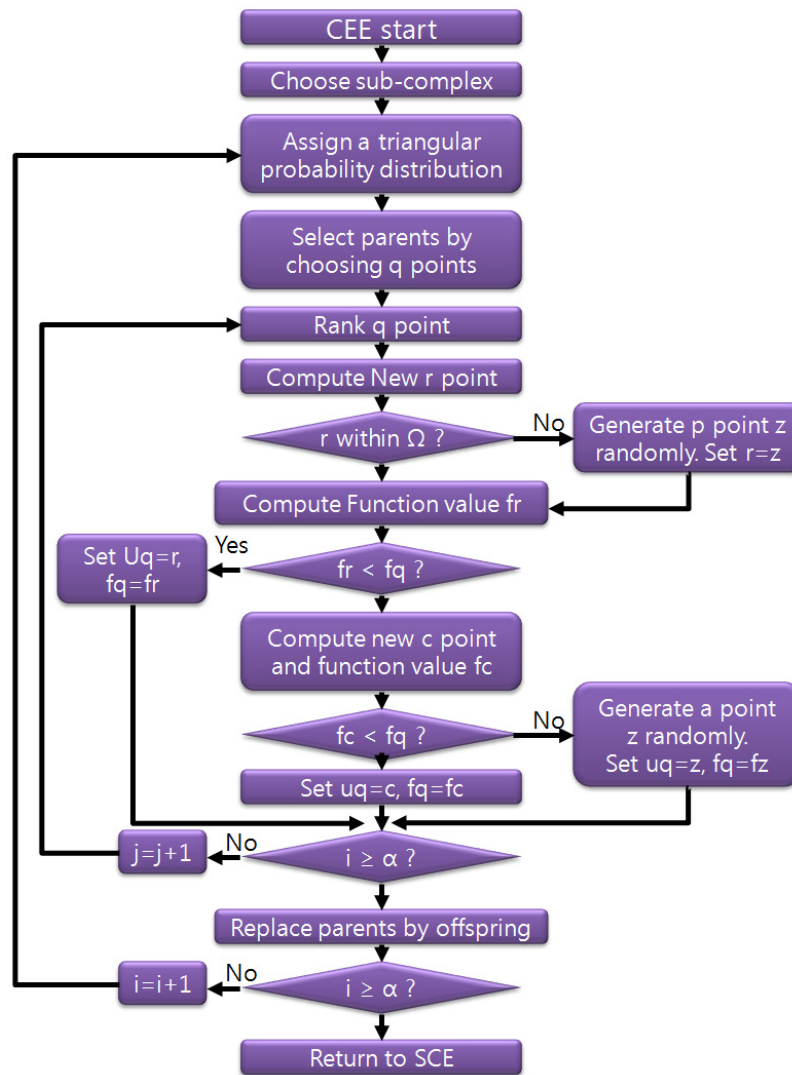 CEE start
Choose sub-complex
Assign a triangular
probability distribution
Select parents by
choosing q points
Rank q point
Compute New r point
r within Ω ?
No
Generate p point z
randomly. Set r=z
Compute Function value fr
Set Uq=r,
fq=fr
Yes
fr < fq ?
Compute new c point
and function value fc
fc < fq ?
No
Generate a point
z randomly.
Set uq=z, fq=fz
Set uq=c, fq=fc
j=j+1
No
i ≥ α ?
Replace parents by offspring
i=i+1
No
i ≥ α ?
Return to SCE